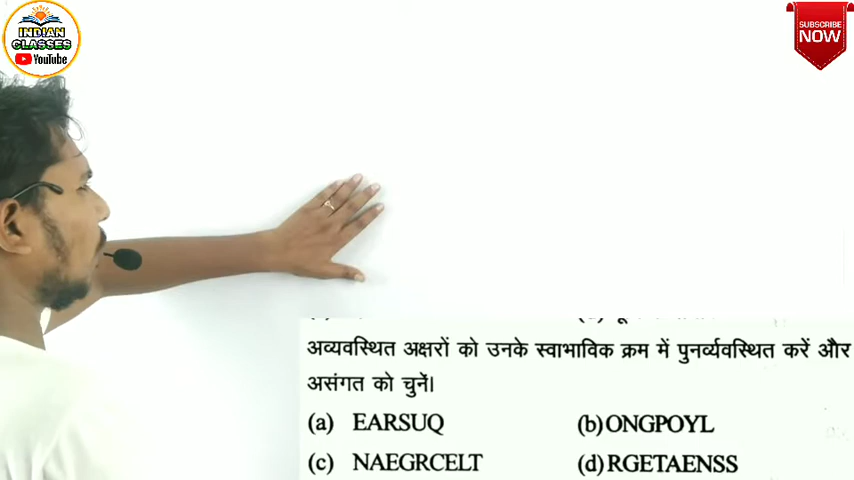 INDIAN
CLASSES
YouTube
SUBSCRIBE
NOW
अव्यवस्थित अक्षरों को उनके स्वाभाविक क्रम में पुनर्व्यवस्थित करें और
असंगत को चुनें।
(a) EARSUQ (b) ONGPOYL
(c) NAEGRCELT (d) RGETAENSS